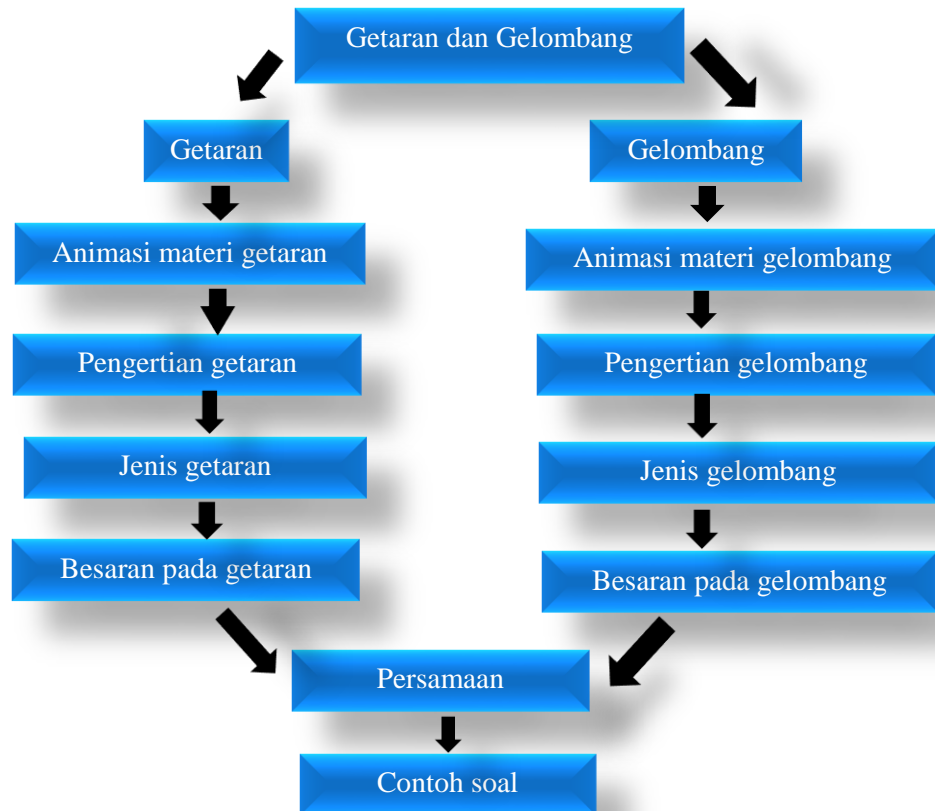 Getaran dan Gelombang
Getaran
Gelombang
Animasi materi getaran
Animasi materi gelombang
Pengertian getaran
Pengertian gelombang
Jenis getaran
Jenis gelombang
Besaran pada getaran
Besaran pada gelombang
Persamaan
Contoh soal